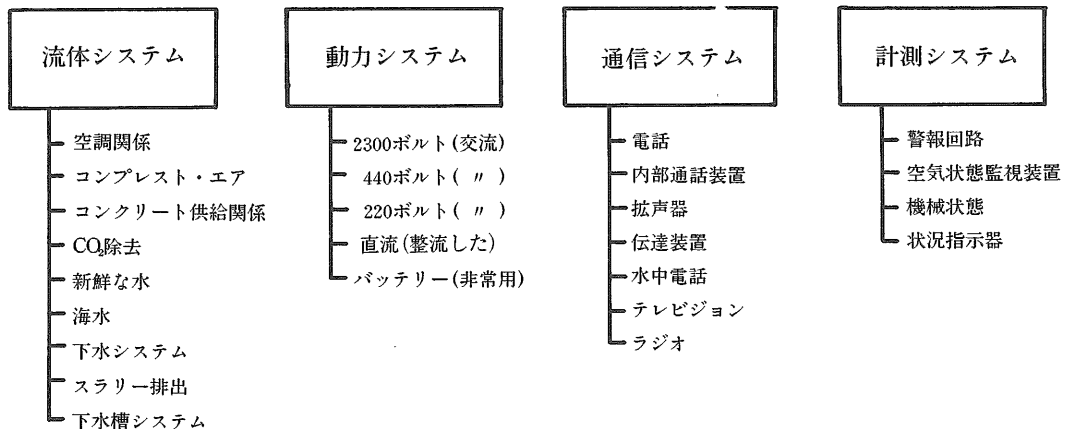 流体システム
空調関係
コンプレスト・エア
コンクリート供給関係
CO₂除去
新鮮な水
海水
下水システム
スラリー排出
下水槽システム
動力システム
2300ボルト(交流)
440ボルト( 〃 )
220ボルト( 〃 )
直流(整流した)
バッテリー(非常用)
通信システム
電話
内部通話装置
拡声器
伝達装置
水中電話
テレビジョン
ラジオ
計測システム
警報回路
空気状態監視装置
機械状態
状況指示器